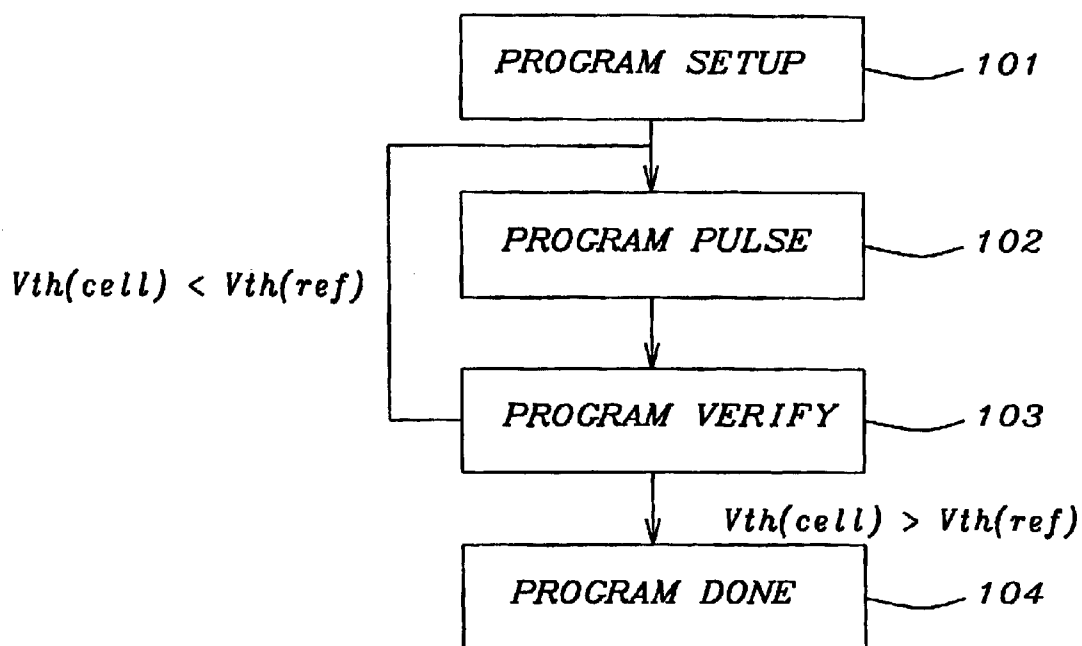 PROGRAM SETUP
101
PROGRAM PULSE
102
Vth(cell) < Vth(ref)
PROGRAM VERIFY
103
Vth(cell) > Vth(ref)
PROGRAM DONE
104